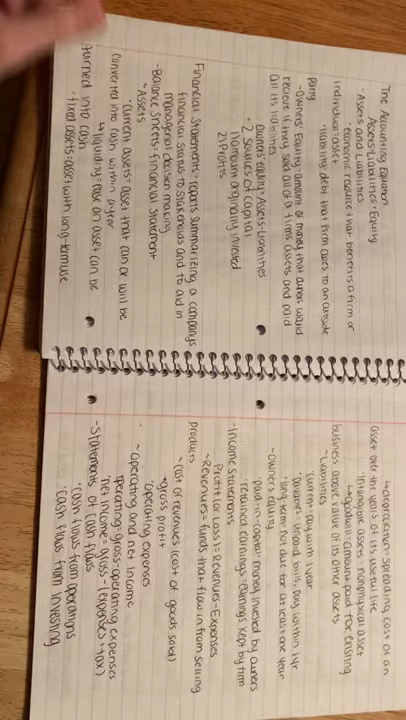 The Accounting Equation
Assets=Liabilities+Equity
-Assets and Liabilities
·economic resource that benefits a firm or
individual=asset
·liability=debt that firm owes to an outside
party
-Owners' Equity=amount of money that owners would
recieve if they sold all of a firms assets and paid
all its liabilities
Owners' equity=Assets-Liabilities
·2 sources of capital
1)Amount originally invested
2)Profits
Financial Statements=reports summarizing a companys
financial status to stakeholders and to aid in
managerial decision making
-Balance Sheets=financial statement
~Assets
·current assets=asset that can or will be
converted into cash within a year
↳liquidity=ease an asset can be
turned into cash
·fixed assets=asset with long-term use
↳depreciation=spreading cost of an
asset over the years of its useful life
·intangible assets=nonphysical asset
↳goodwill=amount paid for existing
business above value of its other assets
~Liabilities
·current=pay with 1 year
·payables=unpaid bills, pay within 1yr
·long-term=not due for at least one year
~Owners equity
·paid-in-capital=money invested by owners
·retained earnings=earnings kept by firm
-Income Statements
Profit (or Loss)=Revenues-Expenses
~Revenues=funds that flow in from selling
products
~cost of revenues (cost of goods sold)
·gross profit
·operating expenses
~Operating and net income
operating=gross-operating expenses
·net income=gross-(expenses+tax)
-Statements of cash flows
·cash flows from operations
·cash flows from investing